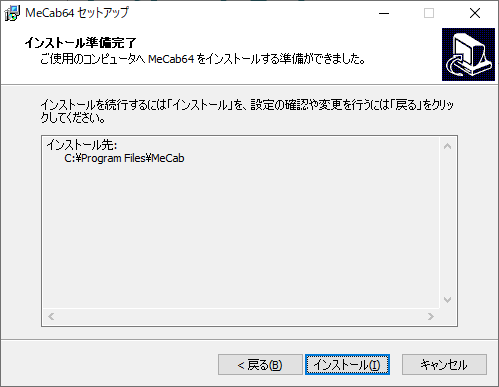 MeCab64 セットアップ
インストール準備完了
ご使用のコンピュータへ MeCab64 をインストールする準備ができました。
インストールを続行するには「インストール」を、設定の確認や変更を行うには「戻る」をクリッ
クしてください。
インストール先:
C:¥Program Files¥MeCab
< 戻る(B) インストール(I) キャンセル